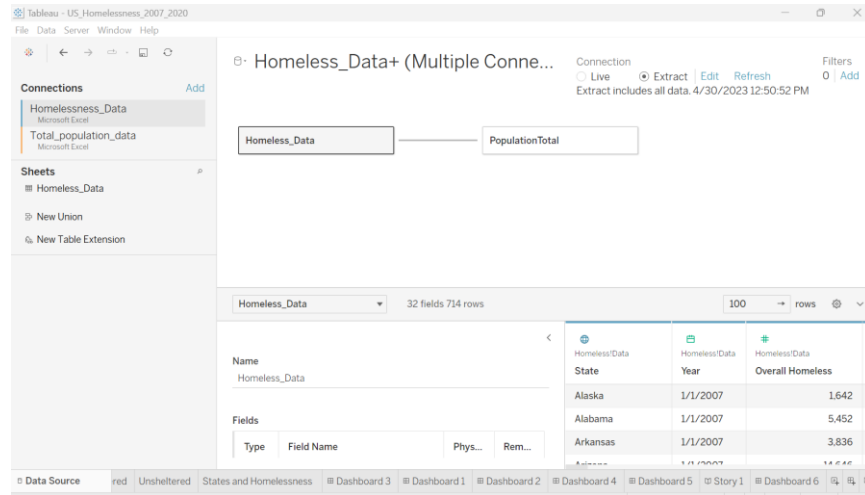 Tableau - US_Homelessness_2007_2020
File Data Server Window Help
Connections Add
Homelessness_Data
Microsoft Excel
Total_population_data
Microsoft Excel
Sheets
Homeless_Data
New Union
New Table Extension
Homeless_Data+ (Multiple Conne...
Connection
Live Extract Edit Refresh
Extract includes all data. 4/30/2023 12:50:52 PM
Filters
0 Add
Homeless_Data
PopulationTotal
Homeless_Data 32 fields 714 rows 100 rows
Name
Homeless_Data
Fields
Type Field Name Phys... Rem...
Homeless!Data Homeless!Data Homeless!Data
State Year Overall Homeless
Alaska 1/1/2007 1,642
Alabama 1/1/2007 5,452
Arkansas 1/1/2007 3,836
Data Source red Unsheltered States and Homelessness Dashboard 3 Dashboard 1 Dashboard 2 Dashboard 4 Dashboard 5 Story 1 Dashboard 6